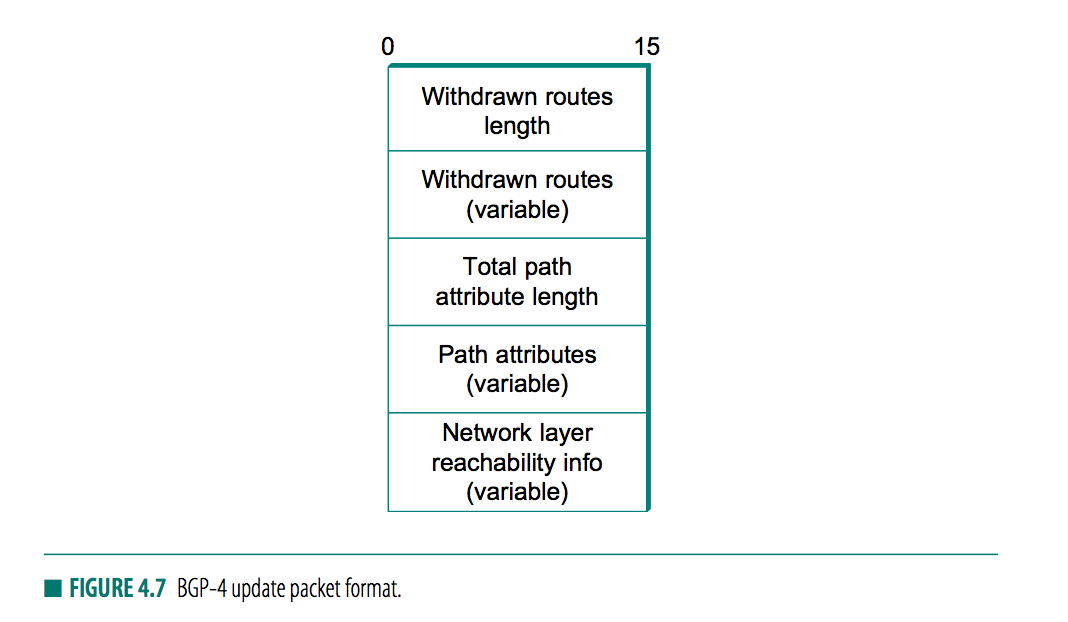 0 15
Withdrawn routes
length
Withdrawn routes
(variable)
Total path
attribute length
Path attributes
(variable)
Network layer
reachability info
(variable)
FIGURE 4.7 BGP-4 update packet format.